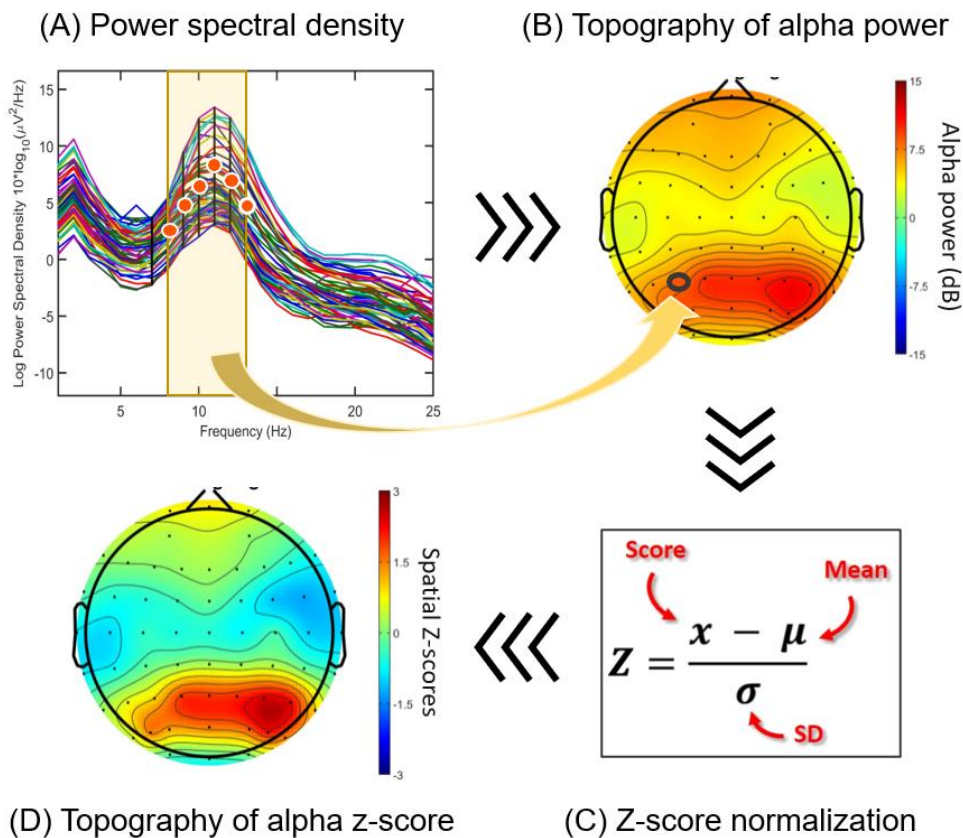 (A) Power spectral density
(B) Topography of alpha power
Log Power Spectral Density 10*log10(μV2/Hz)
15
10
5
0
-5
-10
5
10
15
20
25
Frequency (Hz)
15
7.5
0
-7.5
-15
Alpha power (dB)
3
1.5
0
-1.5
-3
Spatial Z-scores
Score
Mean
Z = x − μ
σ
SD
(D) Topography of alpha z-score
(C) Z-score normalization